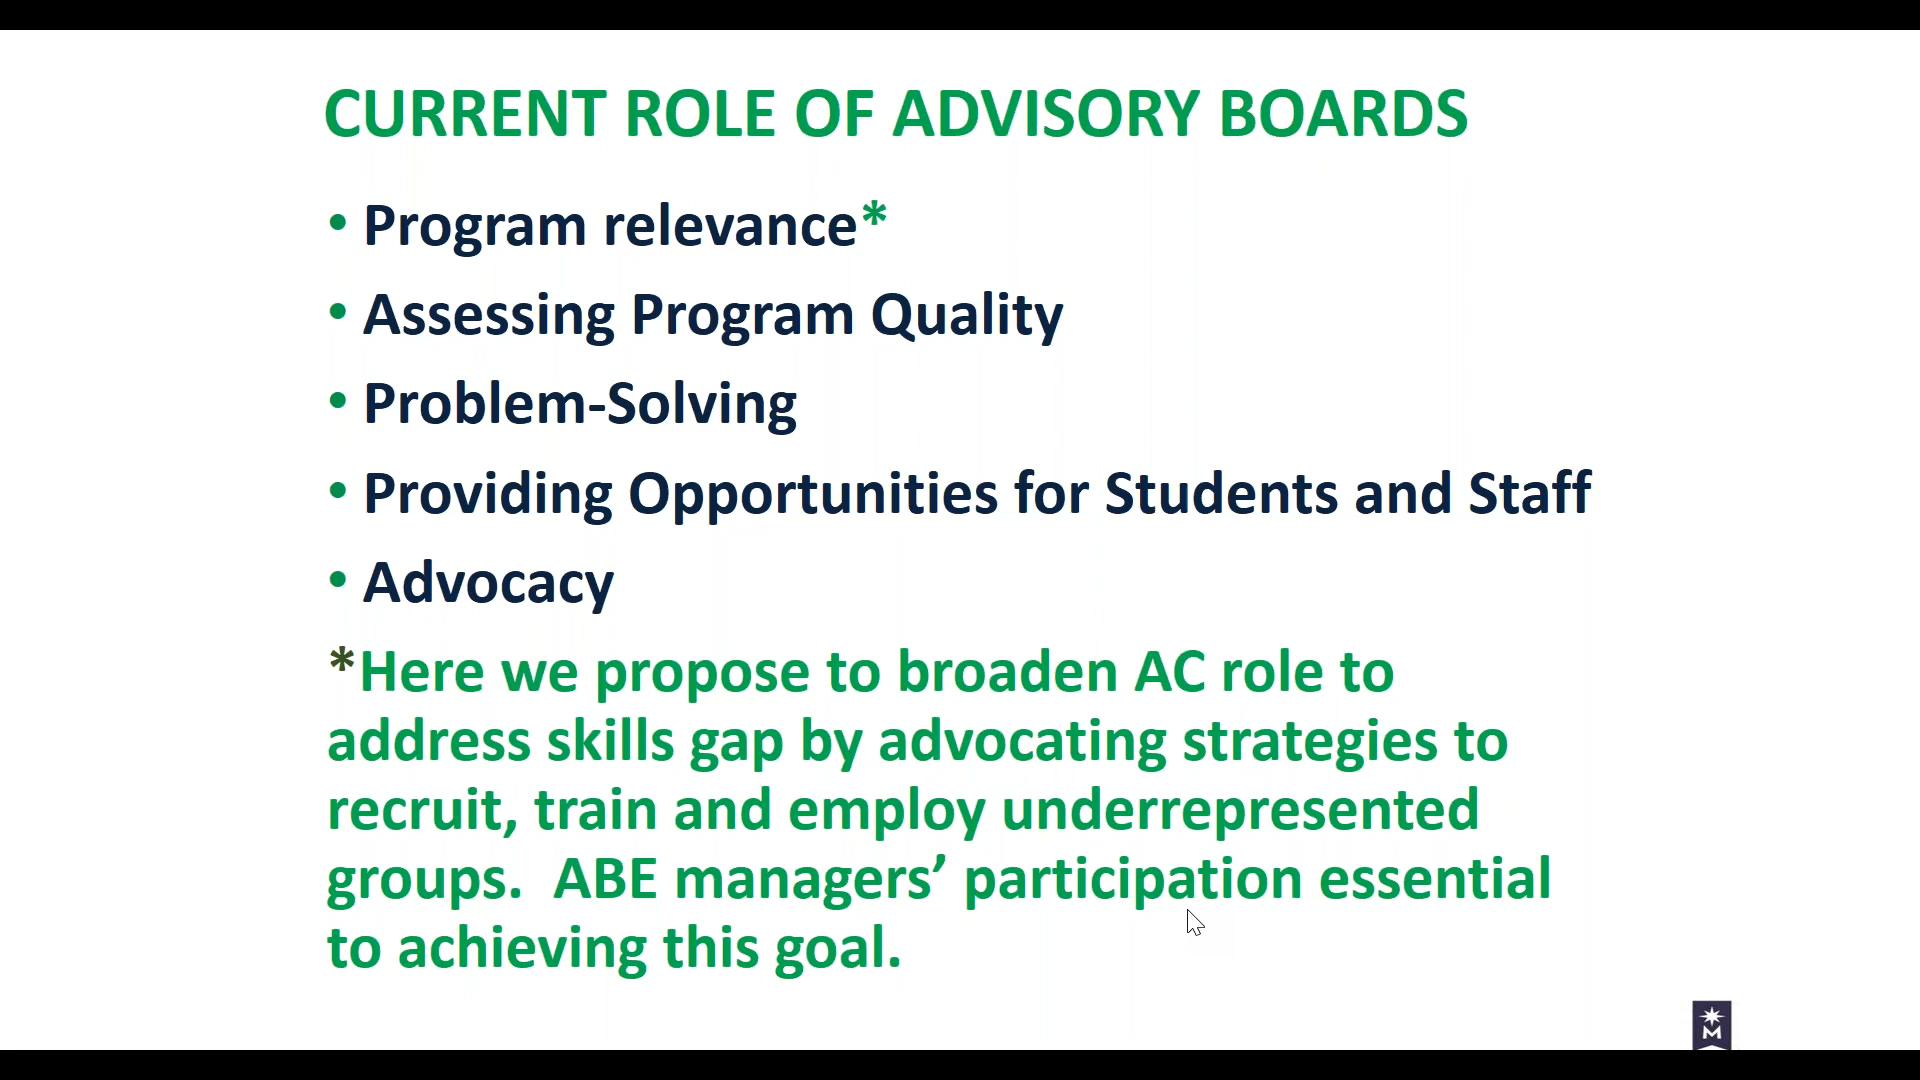 CURRENT ROLE OF ADVISORY BOARDS
• Program relevance*
• Assessing Program Quality
• Problem-Solving
• Providing Opportunities for Students and Staff
• Advocacy
*Here we propose to broaden AC role to
address skills gap by advocating strategies to
recruit, train and employ underrepresented
groups.  ABE managers’ participation essential
to achieving this goal.
M